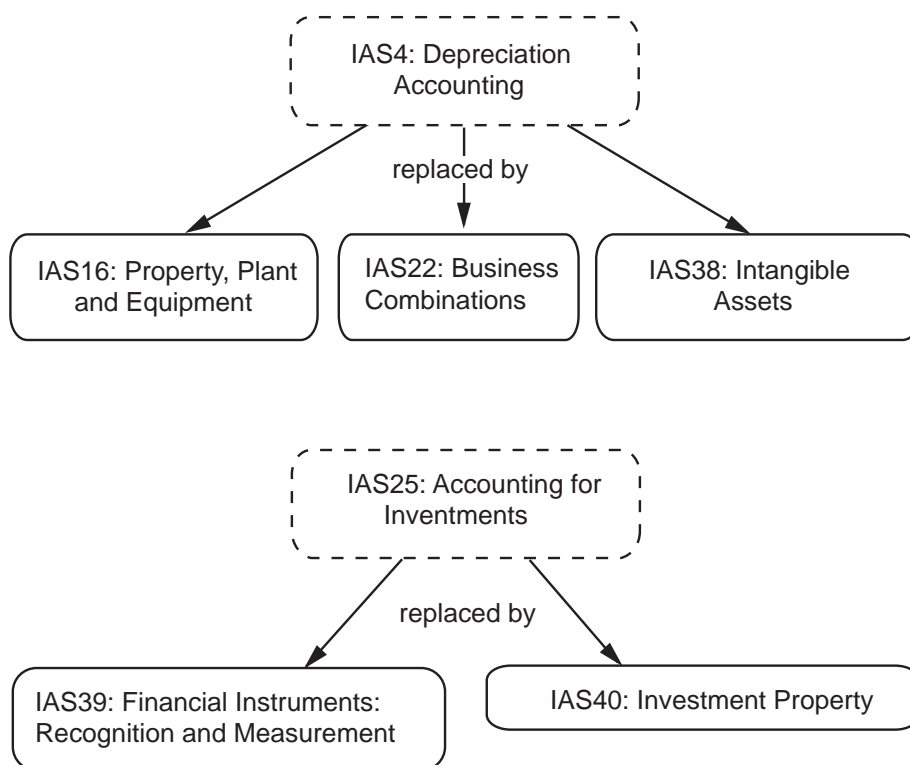 IAS4: Depreciation
Accounting
replaced by
IAS16: Property, Plant
and Equipment
IAS22: Business
Combinations
IAS38: Intangible
Assets
IAS25: Accounting for
Inventments
replaced by
IAS39: Financial Instruments:
Recognition and Measurement
IAS40: Investment Property